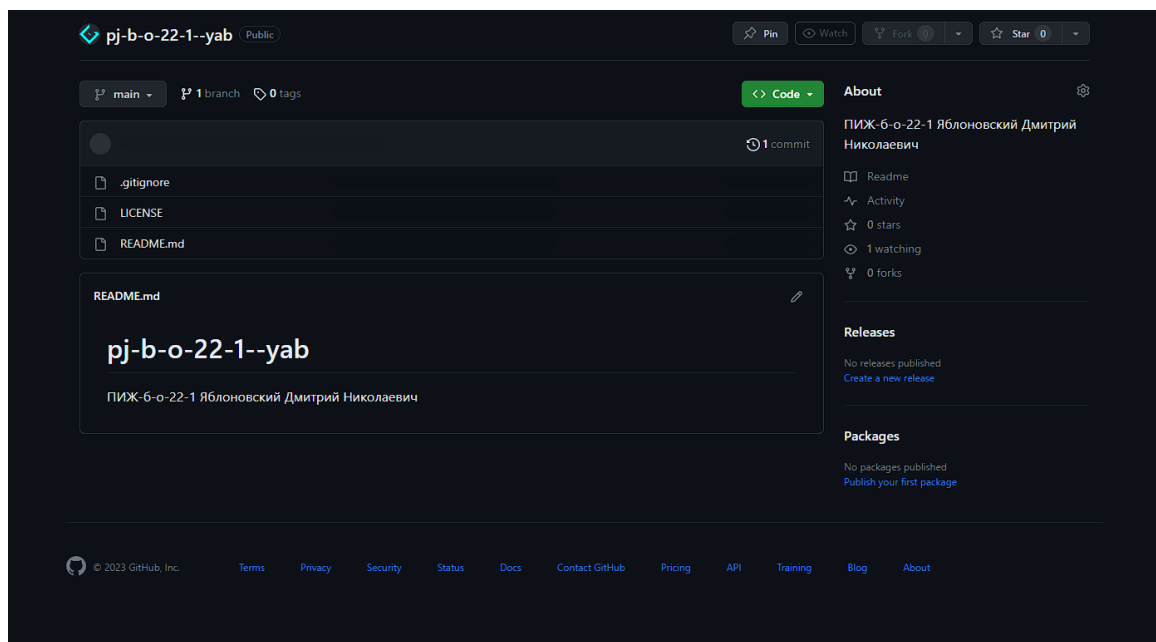 pj-b-o-22-1--yab Public
Pin Watch Fork 0 Star 0
main 1 branch 0 tags Code
1 commit
.gitignore
LICENSE
README.md
README.md
pj-b-o-22-1--yab
ПИЖ-б-о-22-1 Яблоновский Дмитрий Николаевич
About
ПИЖ-б-о-22-1 Яблоновский Дмитрий
Николаевич
Readme
Activity
0 stars
1 watching
0 forks
Releases
No releases published
Create a new release
Packages
No packages published
Publish your first package
© 2023 GitHub, Inc. Terms Privacy Security Status Docs Contact GitHub Pricing API Training Blog About